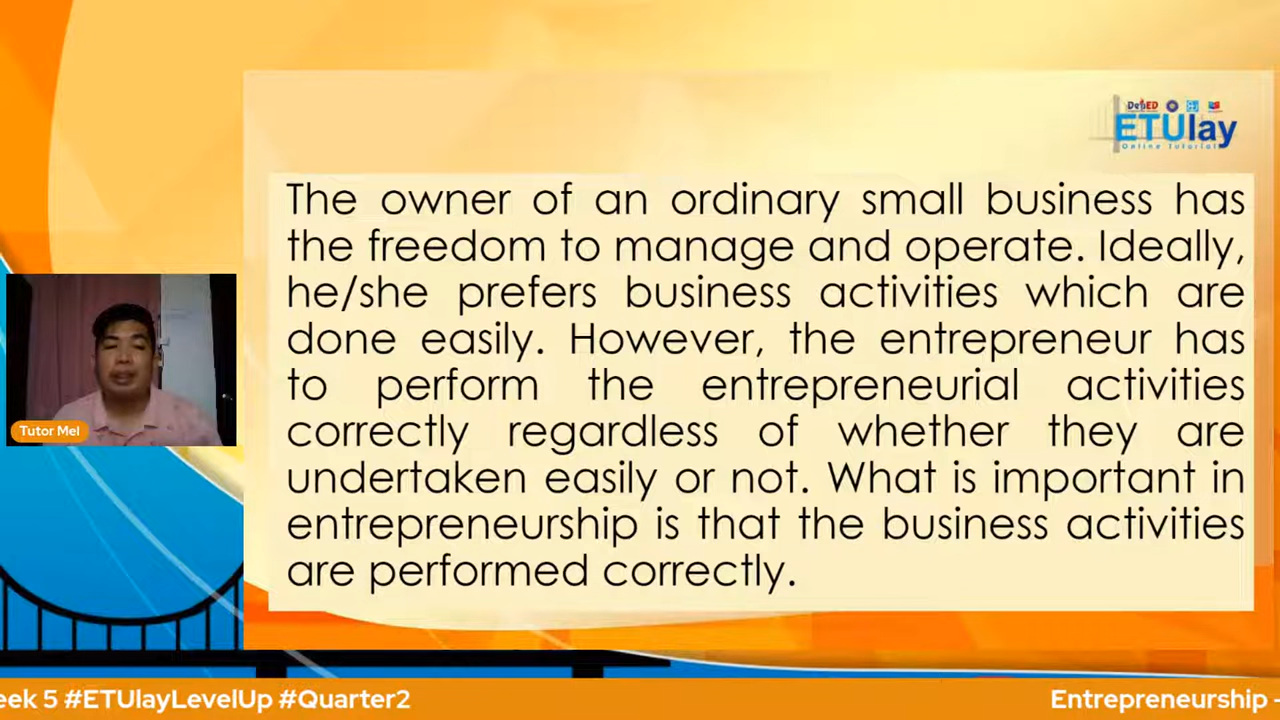 DepED
ETUlay
Online Tutorial
The owner of an ordinary small business has
the freedom to manage and operate. Ideally,
he/she prefers business activities which are
done easily. However, the entrepreneur has
to perform the entrepreneurial activities
correctly regardless of whether they are
undertaken easily or not. What is important in
entrepreneurship is that the business activities
are performed correctly.
Tutor Mel
eek 5 #ETUlayLevelUp #Quarter2
Entrepreneurship -